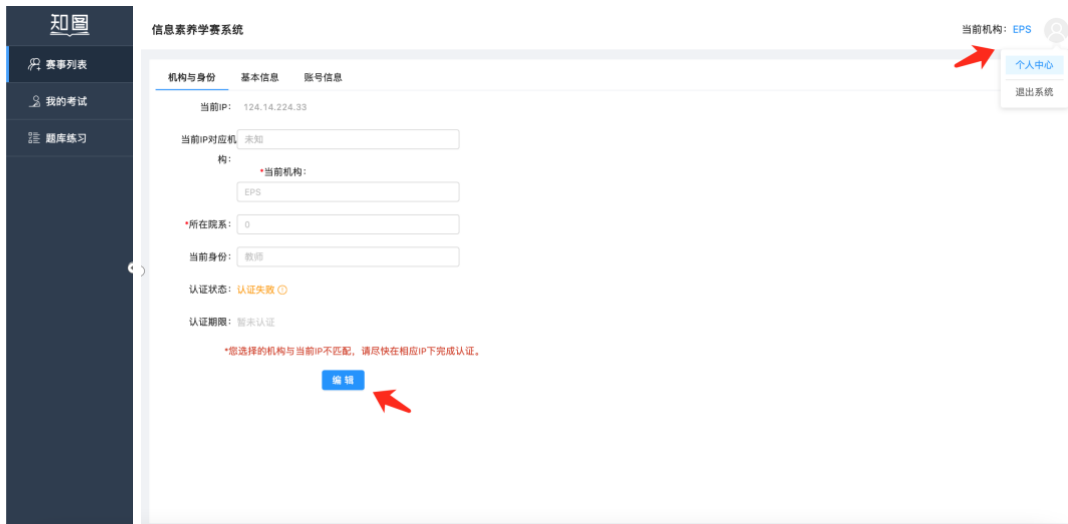 知圖
信息素养学赛系统
当前机构：EPS
赛事列表
我的考试
题库练习
个人中心
退出系统
机构与身份 基本信息 账号信息
当前IP： 124.14.224.33
当前IP对应机构： 未知
*当前机构：
EPS
*所在院系： 0
当前身份： 教师
认证状态： 认证失败
认证期限： 暂未认证
*您选择的机构与当前IP不匹配，请尽快在相应IP下完成认证。
编 辑